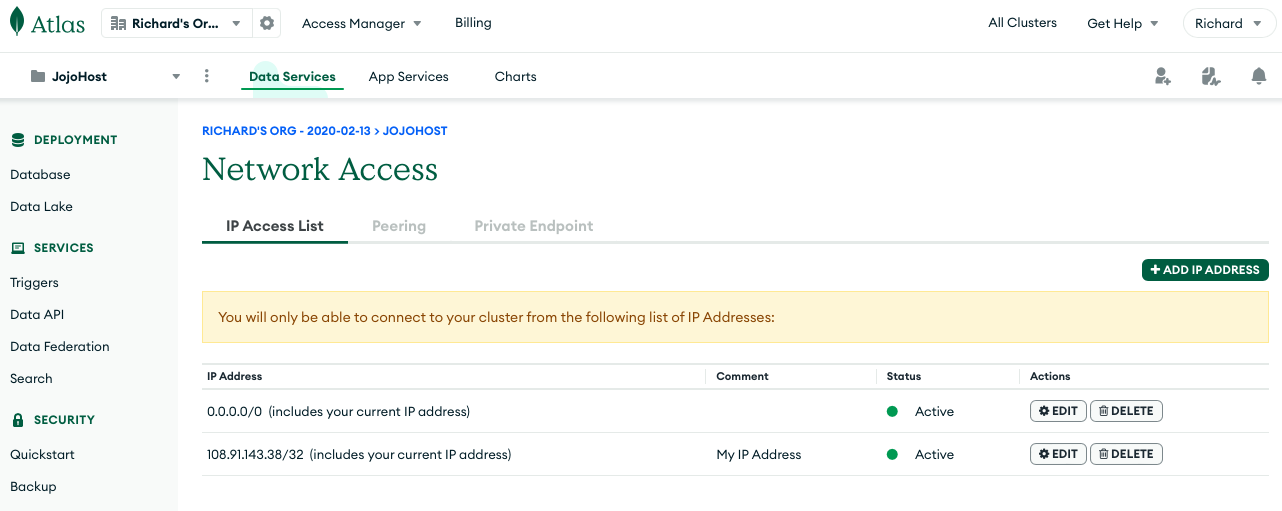 Atlas Richard's Or... Access Manager Billing All Clusters Get Help Richard
JojoHost Data Services App Services Charts
DEPLOYMENT
Database
Data Lake
SERVICES
Triggers
Data API
Data Federation
Search
SECURITY
Quickstart
Backup
RICHARD'S ORG - 2020-02-13 > JOJOHOST
Network Access
IP Access List Peering Private Endpoint
+ ADD IP ADDRESS
You will only be able to connect to your cluster from the following list of IP Addresses:
IP Address Comment Status Actions
0.0.0.0/0 (includes your current IP address) Active EDIT DELETE
108.91.143.38/32 (includes your current IP address) My IP Address Active EDIT DELETE